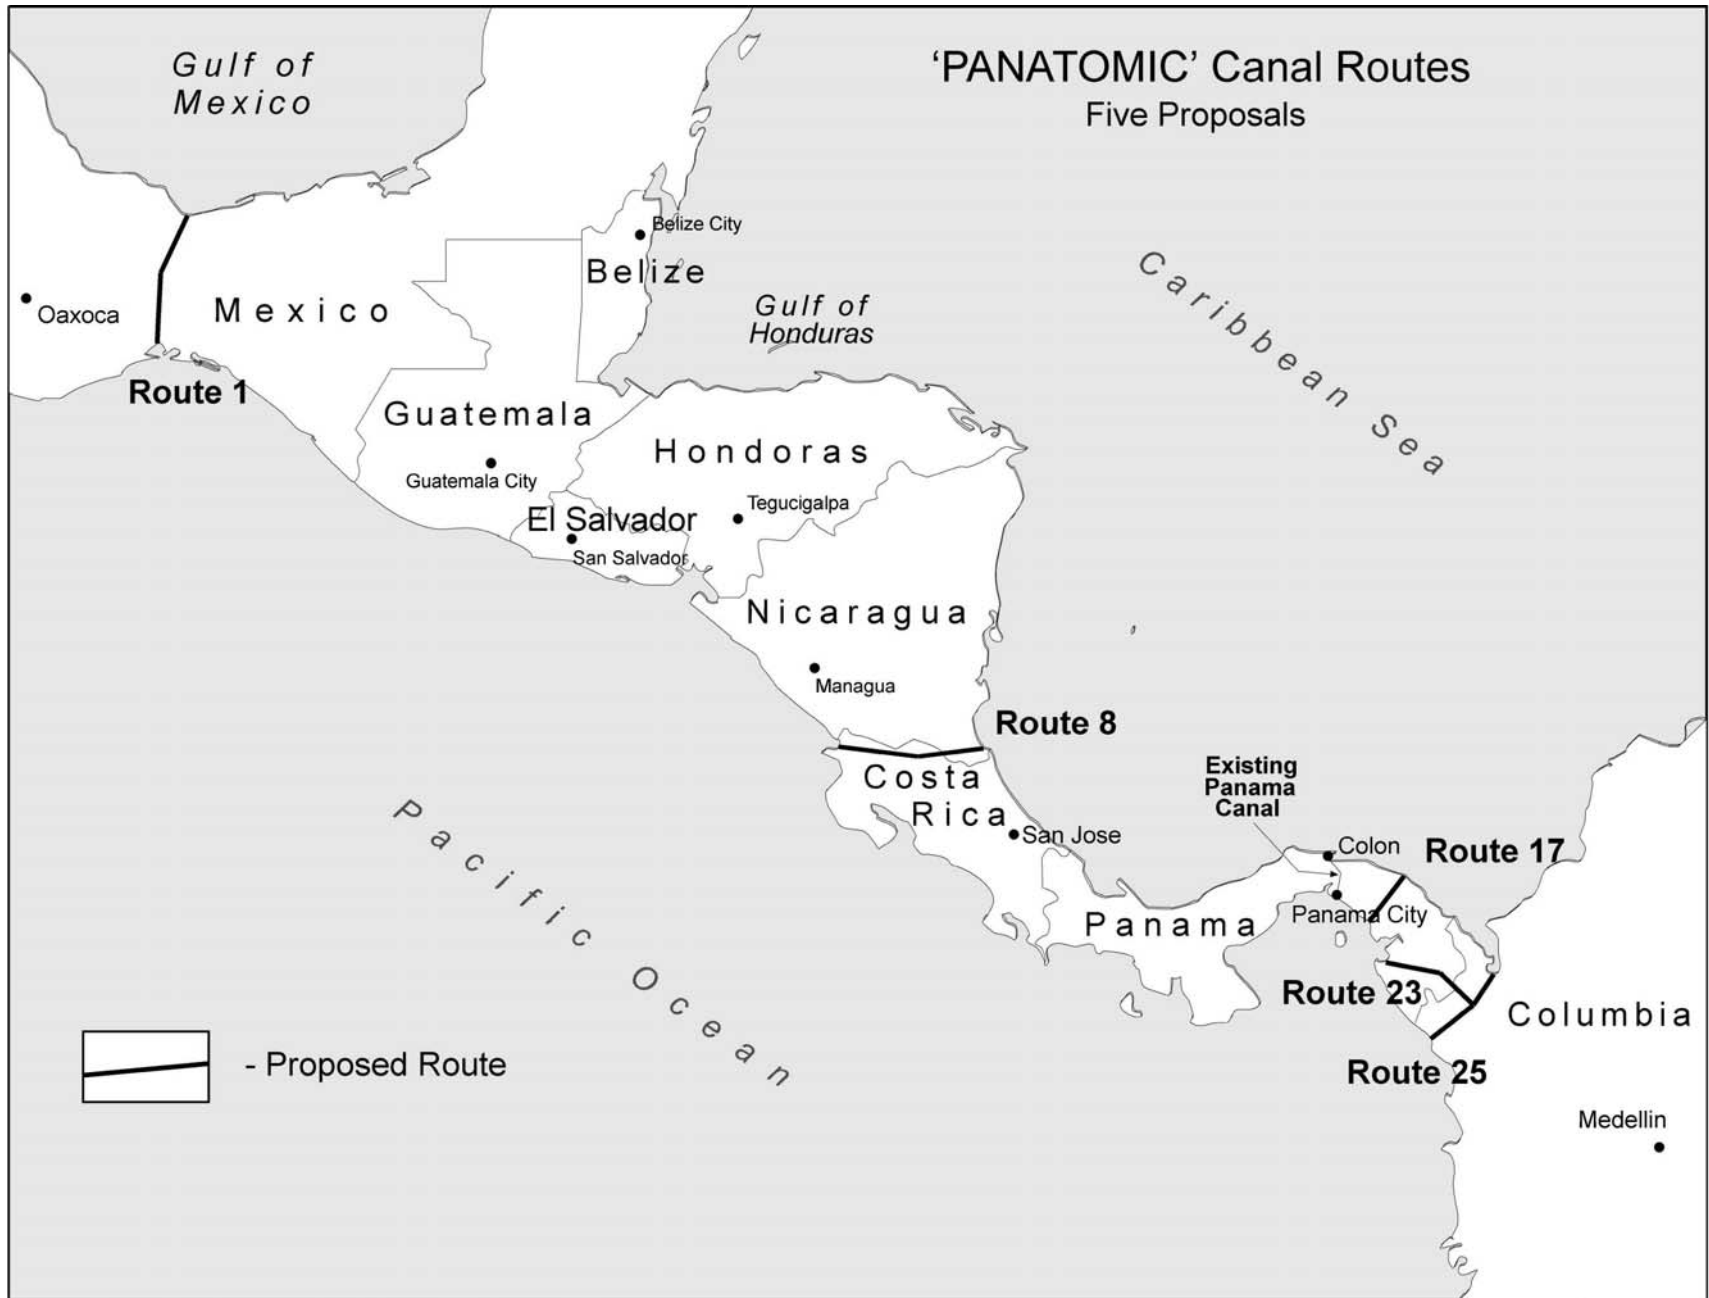 Gulf of
Mexico
'PANATOMIC' Canal Routes
Five Proposals
Belize City
Belize
Caribbean Sea
Oaxoca
Mexico
Gulf of
Honduras
Route 1
Guatemala
Guatemala City
Hondoras
Tegucigalpa
El Salvador
San Salvador
Nicaragua
Managua
Route 8
Costa
Rica
San Jose
Existing
Panama
Canal
Colon
Route 17
Panama City
Panama
Pacific Ocean
Route 23
Columbia
Route 25
- Proposed Route
Medellin